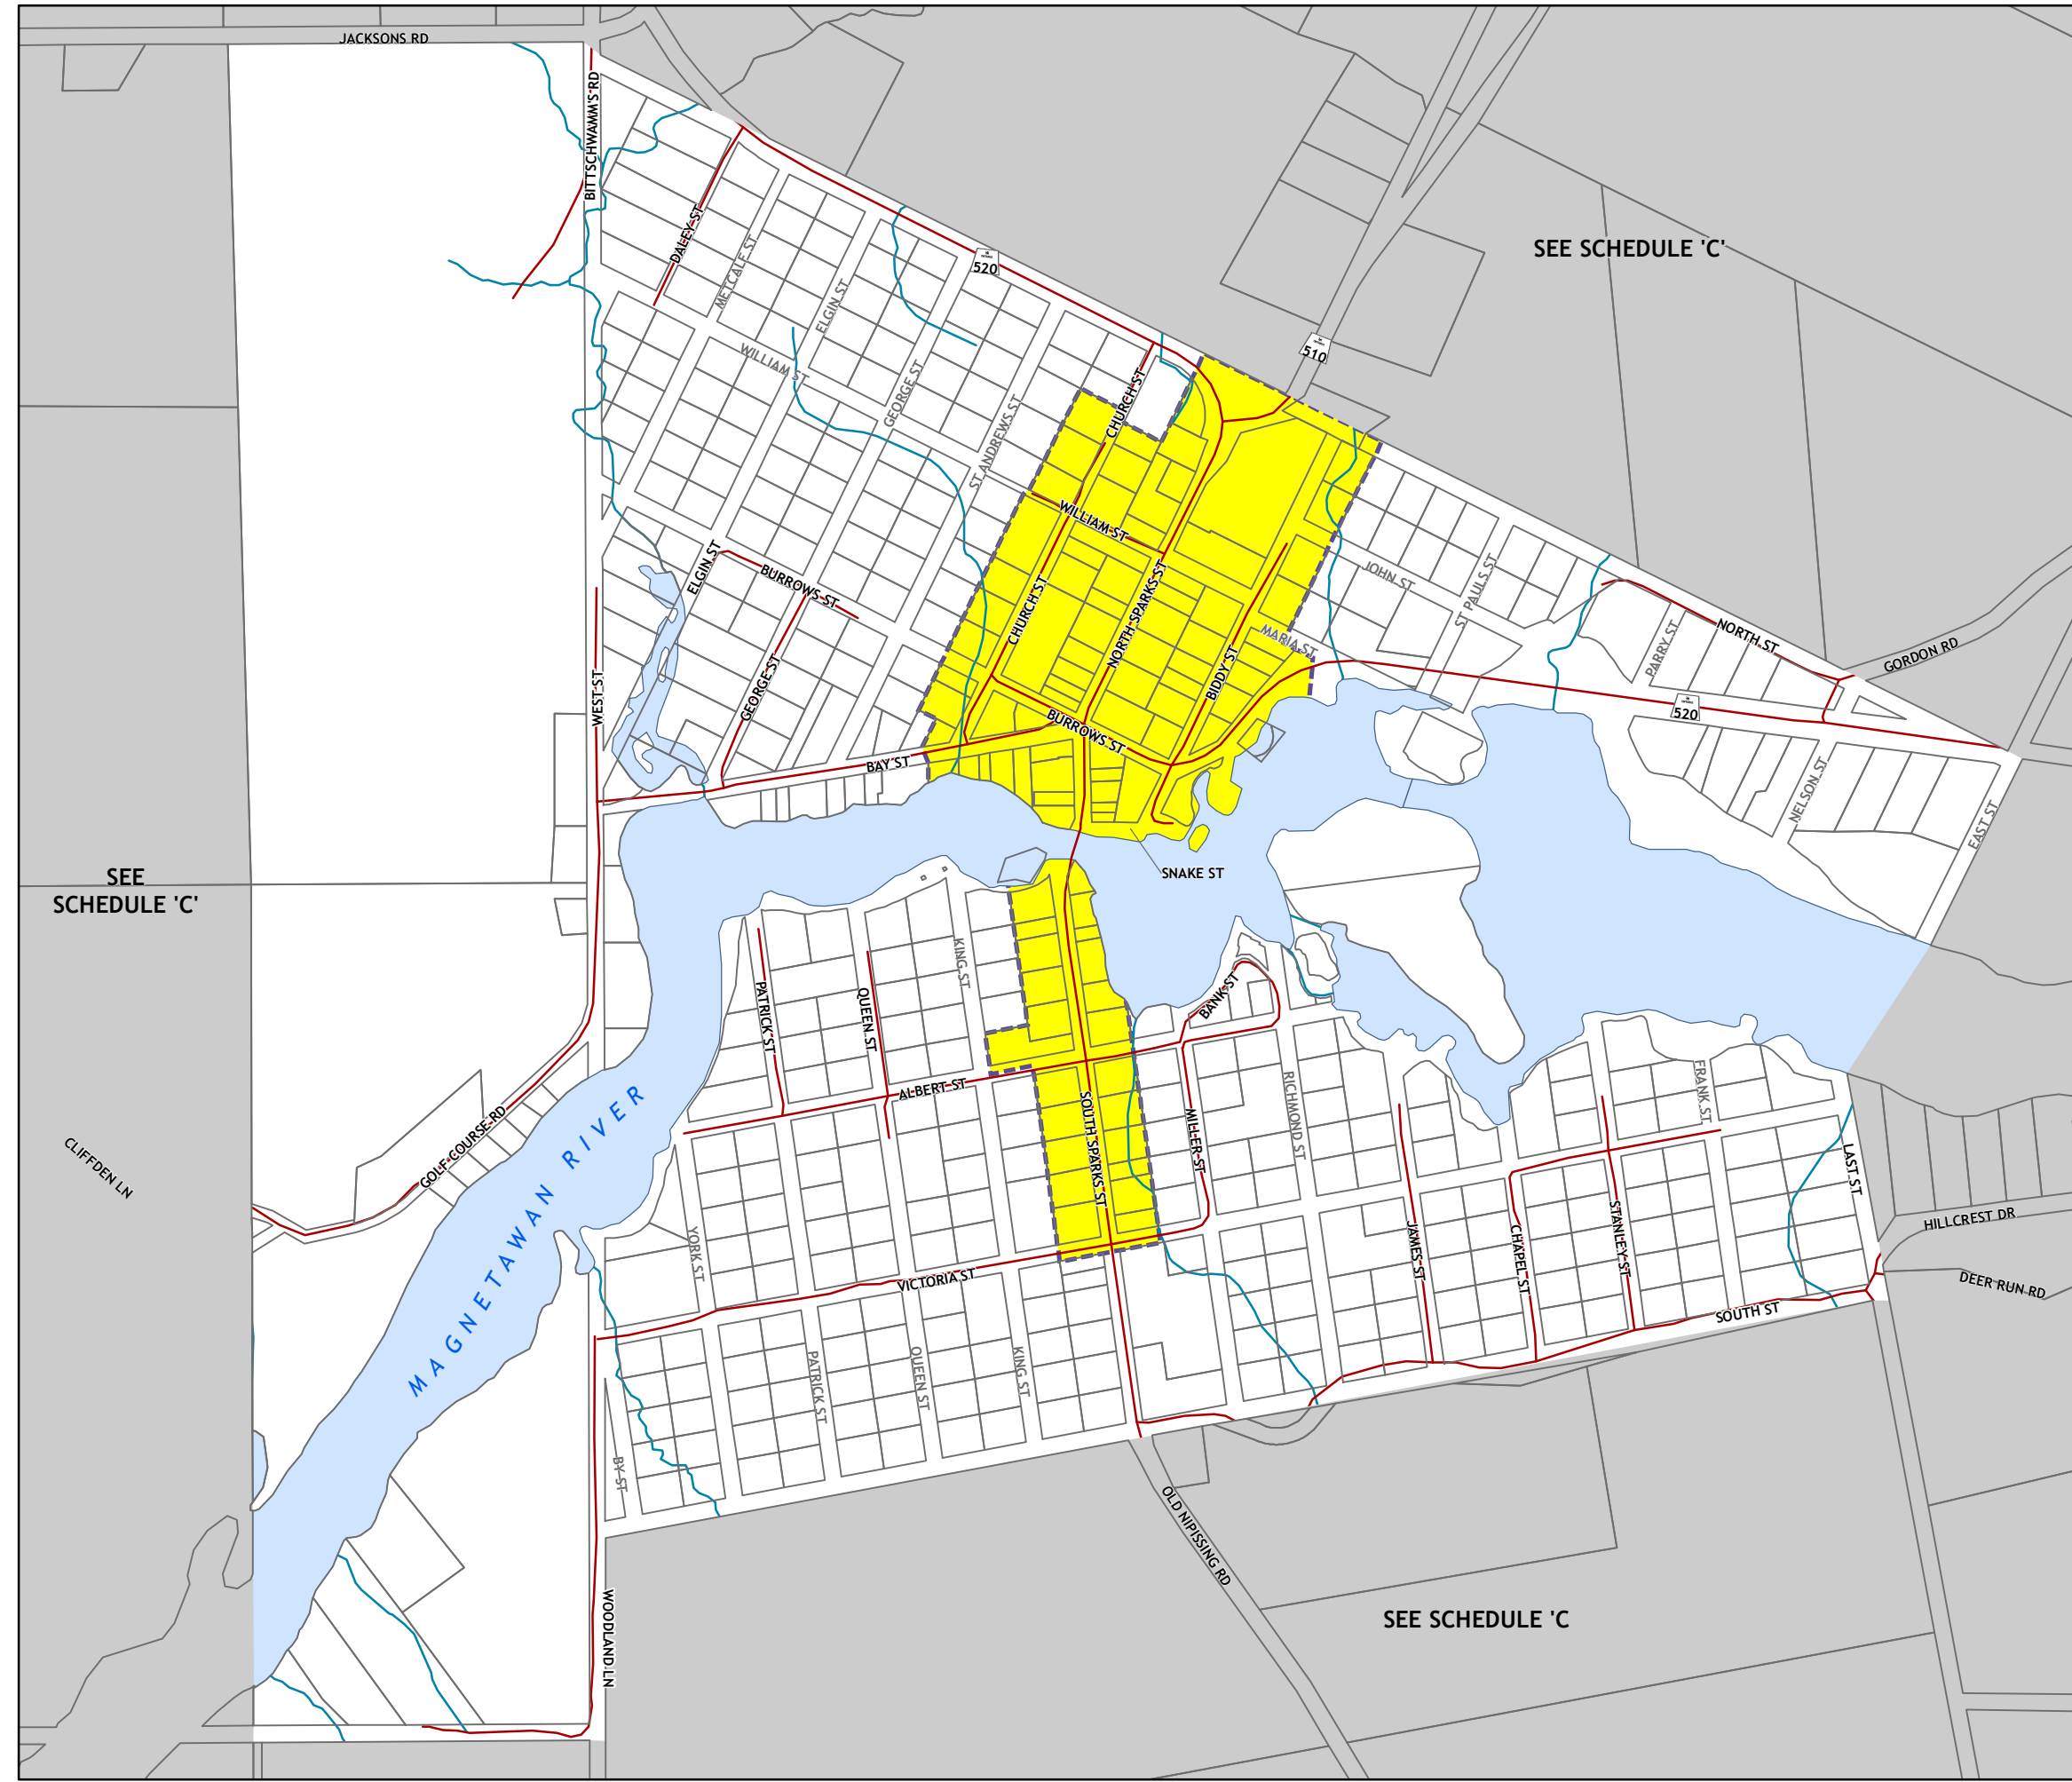 JACKSONS RD
BITTSCHWAMM'S RD
SEE SCHEDULE 'C'
DALEY ST
METCALF ST
ELGIN ST
520
510
WILLIAM ST
GEORGE ST
ST ANDREWS ST
CHURCH ST
WILLIAM ST
ELGIN ST
BURROWS ST
JOHN ST
ST PAULS ST
CHURCH ST
NORTH SPARKS ST
MARIA ST
BIDDY ST
PARRY ST
NORTH ST
GORDON RD
WEST ST
GEORGE ST
BURROWS ST
520
BAY ST
NELSON ST
EAST ST
SNAKE ST
SEE
SCHEDULE 'C'
KING ST
PATRICK ST
QUEEN ST
BANK ST
ALBERT ST
SOUTH SPARKS ST
MILLER ST
RICHMOND ST
FRANK ST
GOLF COURSE RD
CLIFFDEN LN
MAGNETAWAN RIVER
LAST ST
HILLCREST DR
YORK ST
JAMES ST
CHAPEL ST
STANLEY ST
VICTORIA ST
DEER RUN RD
SOUTH ST
PATRICK ST
QUEEN ST
KING ST
BY ST
OLD NIPISSING RD
WOODLAND LN
SEE SCHEDULE 'C